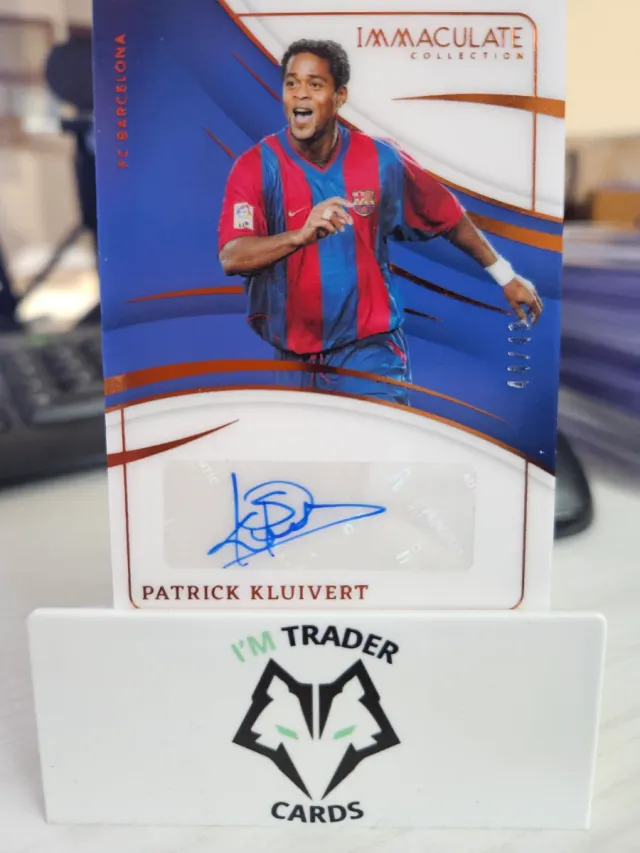 IMMACULATE
COLLECTION
FC BARCELONA
PATRICK KLUIVERT
I'M TRADER
CARDS